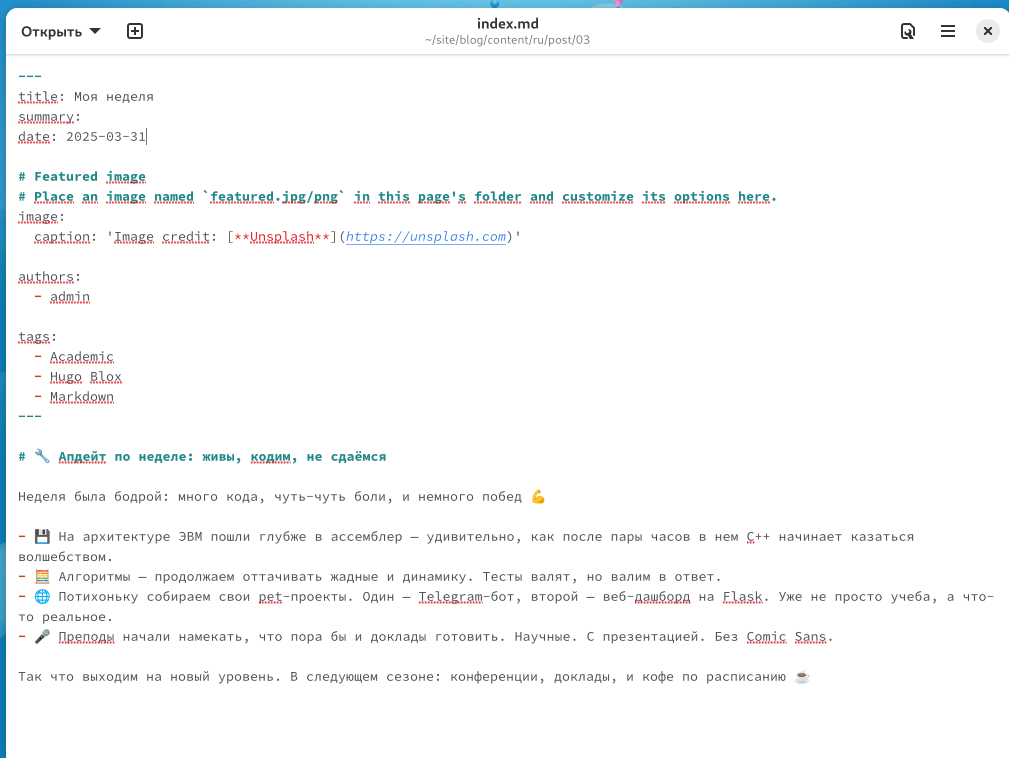 Открыть
index.md
~/site/blog/content/ru/post/03
---
title: Моя неделя
summary:
date: 2025-03-31
# Featured image
# Place an image named `featured.jpg/png` in this page's folder and customize its options here.
image:
  caption: 'Image credit: [**Unsplash**](https://unsplash.com)'
authors:
  - admin
tags:
  - Academic
  - Hugo Blox
  - Markdown
---
# 🔧 Апдейт по неделе: живы, кодим, не сдаёмся
Неделя была бодрой: много кода, чуть-чуть боли, и немного побед 💪
- 💾 На архитектуре ЭВМ пошли глубже в ассемблер — удивительно, как после пары часов в нем C++ начинает казаться
волшебством.
- 🧮 Алгоритмы — продолжаем оттачивать жадные и динамику. Тесты валят, но валим в ответ.
- 🌐 Потихоньку собираем свои pet-проекты. Один — Telegram-бот, второй — веб-дашборд на Flask. Уже не просто учеба, а что-
то реальное.
- 🎤 Преподы начали намекать, что пора бы и доклады готовить. Научные. С презентацией. Без Comic Sans.
Так что выходим на новый уровень. В следующем сезоне: конференции, доклады, и кофе по расписанию ☕